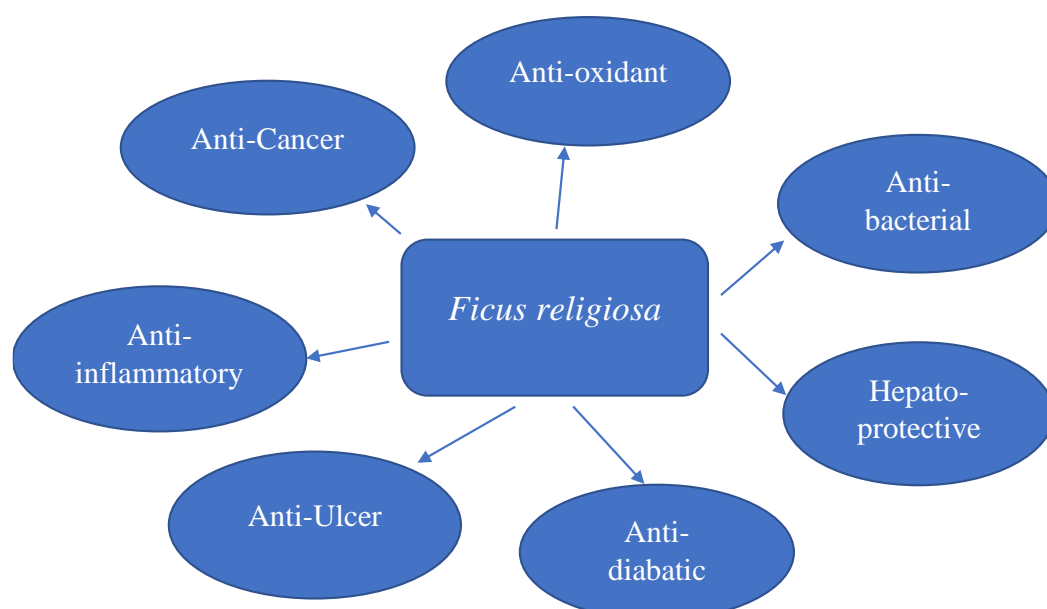 Anti-oxidant
Anti-Cancer
Anti-
bacterial
Ficus religiosa
Anti-
inflammatory
Hepato-
protective
Anti-Ulcer
Anti-
diabatic